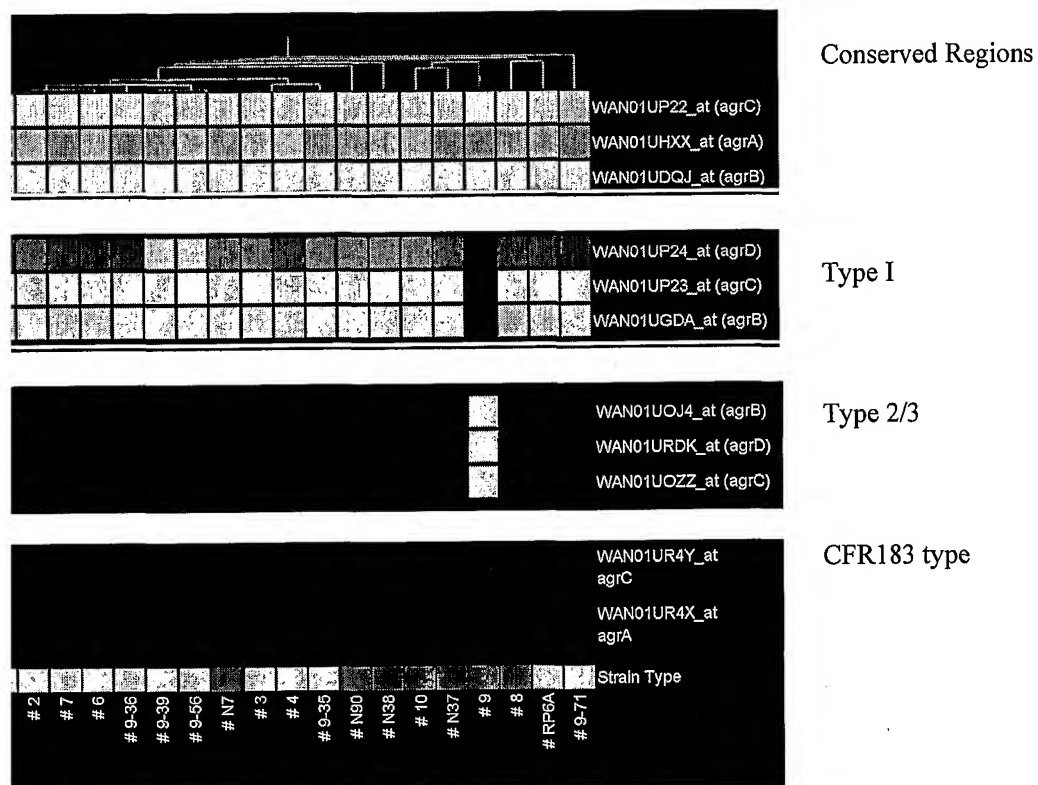 Conserved Regions
WAN01UP22_at (agrC)
WAN01UHXX_at (agrA)
WAN01UDQJ_at (agrB)
Type I
WAN01UP24_at (agrD)
WAN01UP23_at (agrC)
WAN01UGDA_at (agrB)
Type 2/3
WAN01UOJ4_at (agrB)
WAN01URDK_at (agrD)
WAN01UOZZ_at (agrC)
CFR183 type
WAN01UR4Y_at
agrC
WAN01UR4X_at
agrA
Strain Type
# 2
# 7
# 6
# 9-36
# 9-39
# 9-56
# N7
# 3
# 4
# 9-35
# N90
# N38
# 10
# N37
# 9
# 8
# RP6A
# 9-71